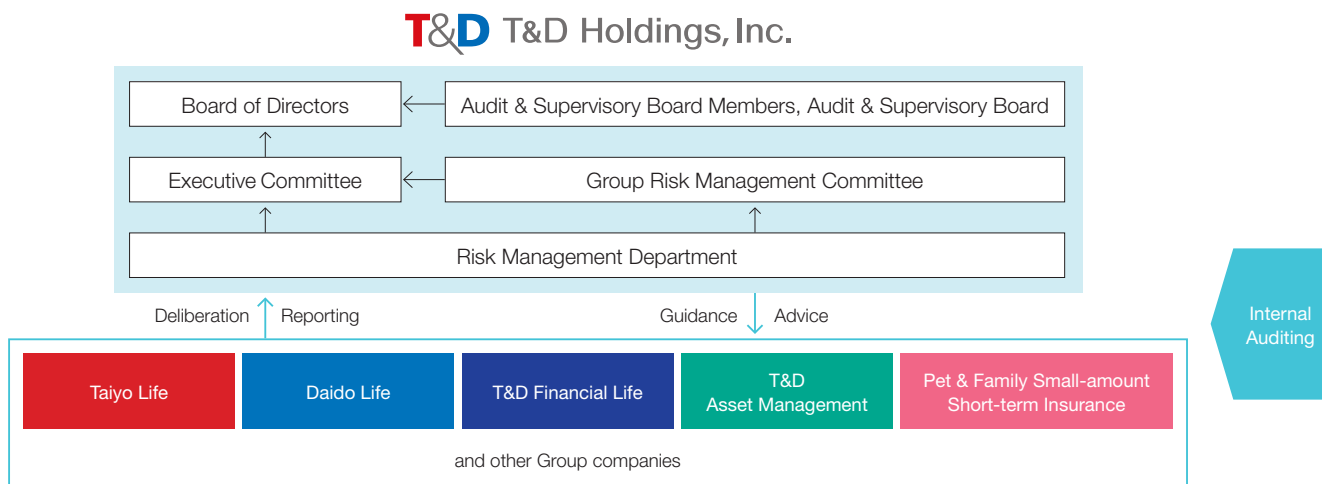 T&D T&D Holdings, Inc.
Board of Directors
Audit & Supervisory Board Members, Audit & Supervisory Board
Executive Committee
Group Risk Management Committee
Risk Management Department
Deliberation
Reporting
Guidance
Advice
Internal
Auditing
Taiyo Life
Daido Life
T&D Financial Life
T&D
Asset Management
Pet & Family Small-amount
Short-term Insurance
and other Group companies